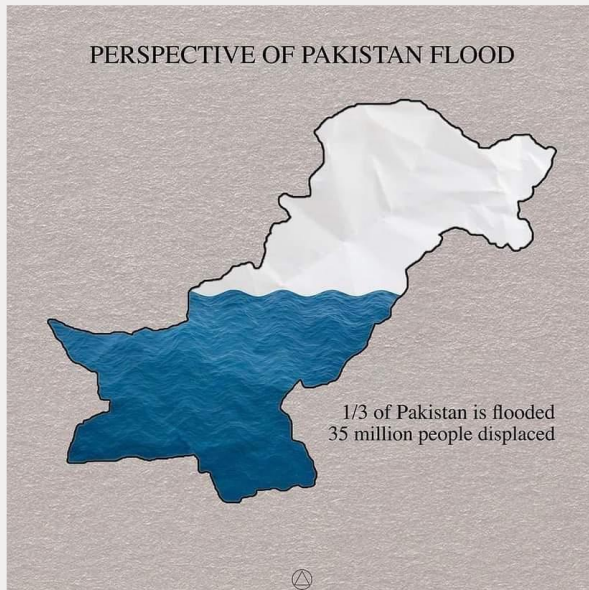 PERSPECTIVE OF PAKISTAN FLOOD
1/3 of Pakistan is flooded
35 million people displaced